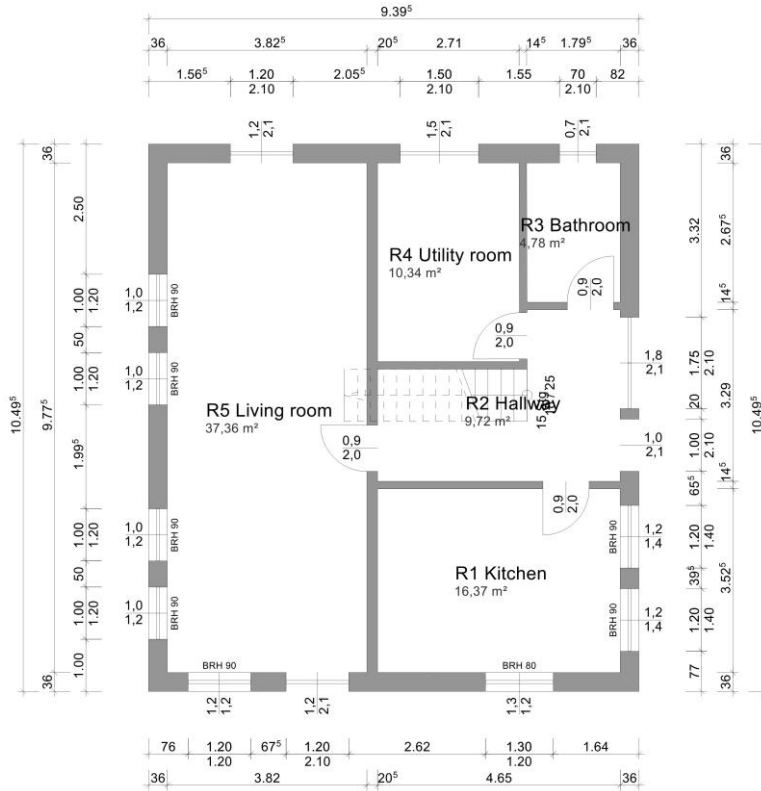 9.39⁵
36 3.82⁵ 20⁵ 2.71 14⁵ 1.79⁵ 36
1.56⁵ 1.20 2.05⁵ 1.50 1.55 70 82
2.10 2.10 2.10
1,2 2,1
1,5 2,1
0,7 2,1
36 9.77⁵ 36
10.49⁵
2.50
1.00 1.20
50
1.00 1.20
1.99⁵
1.00 1.20
50
1.00 1.20
1.00
1,0
1,2
BRH 90
1,0
1,2
BRH 90
1,0
1,2
BRH 90
1,0
1,2
BRH 90
R3 Bathroom
4,78 m²
R4 Utility room
10,34 m²
0,9
2,0
0,9
2,0
R5 Living room
37,36 m²
R2 Hallway
9,72 m²
0,9
2,0
0,9
2,0
R1 Kitchen
16,37 m²
1,8
2,1
1,0
2,1
BRH 90
1,2
1,4
BRH 90
1,2
1,4
3.32
1.75 2.10
20
1.00 2.10
65⁵
1.20 1.40
39⁵
1.20 1.40
77
36
2.67⁵
14⁵
3.29
14⁵
3.52⁵
36
10.49⁵
BRH 90
BRH 80
1,2 1,2
1,2 2,1
1,3 1,2
76 1.20 67⁵ 1.20 2.62 1.30 1.64
1.20 2.10 1.20
36 3.82 20⁵ 4.65 36